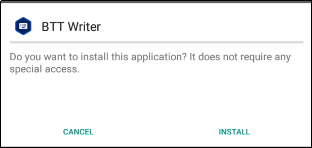 BTT Writer
Do you want to install this application? It does not require any
special access.
CANCEL INSTALL